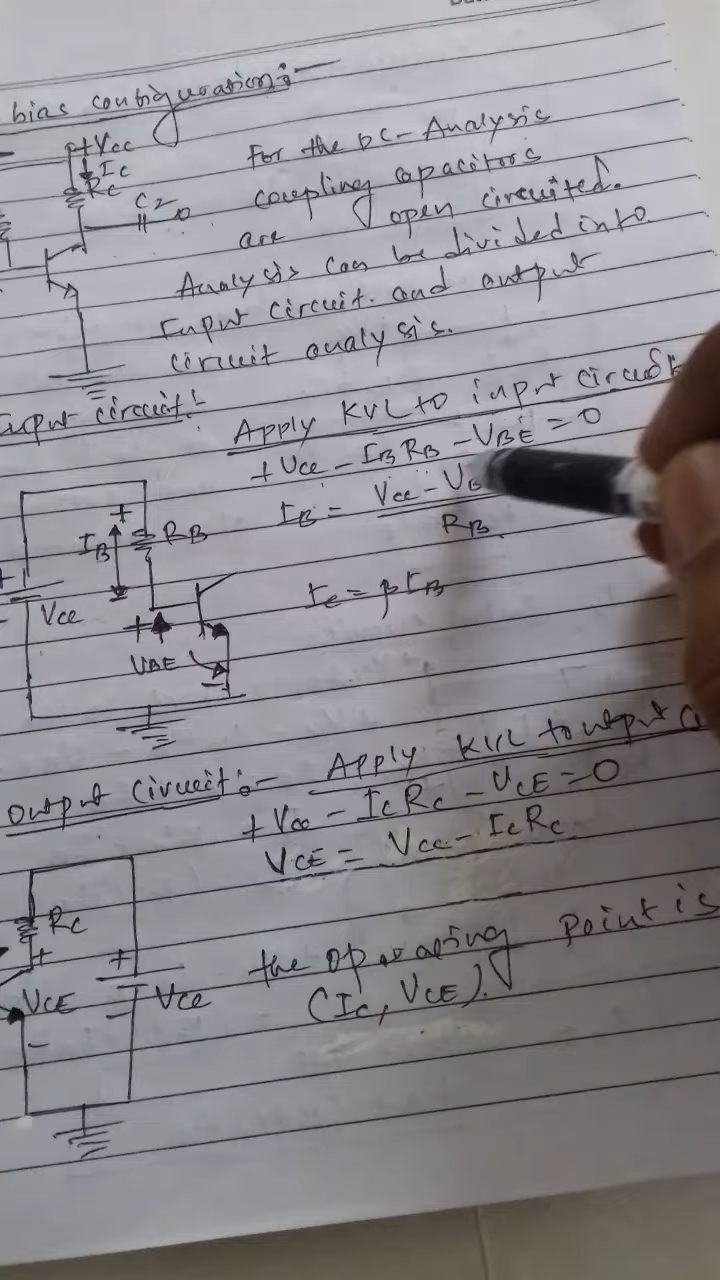 bias configuration:-
+Vcc
IC
RC
C2
For the DC-Analysis
coupling capacitors
are open circuited.
Analysis can be divided into
Input circuit. and output
circuit analysis.
Input circuit:-
Apply KVL to input circuit
+Vcc - IB RB - VBE = 0
IB = Vcc - VB
RB
IC = βIB
+
IB
RB
+
Vcc
+
VBE
-
Output circuit:- Apply KVL to output
+Vcc - IcRc - VCE = 0
VCE = Vcc - IcRc
RC
+
VCE
-
+
Vcc
-
the operating point is
(Ic, VCE).